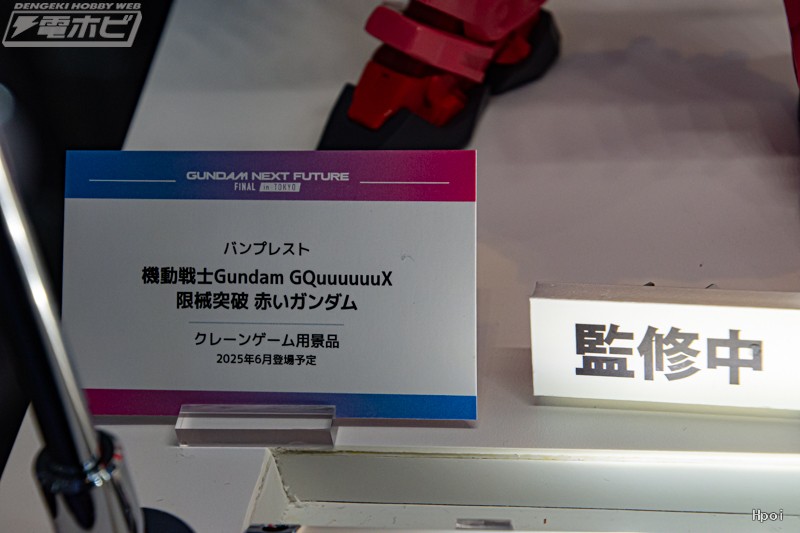 DENGEKI HOBBY WEB
電ホビ
GUNDAM NEXT FUTURE
FINAL in TOKYO
バンプレスト
機動戦士Gundam GQuuuuuuX
限械突破 赤いガンダム
クレーンゲーム用景品
2025年6月登場予定
監修中
Hpoi